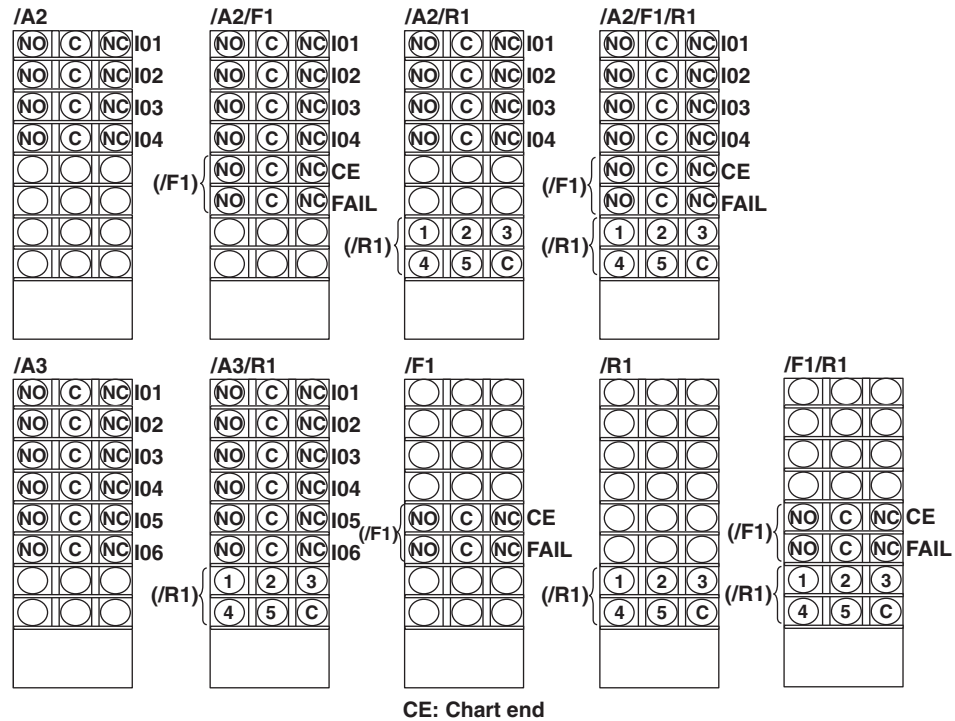 /A2 /A2/F1 /A2/R1 /A2/F1/R1
NO C NC I01 NO C NC I01 NO C NC I01 NO C NC I01
NO C NC I02 NO C NC I02 NO C NC I02 NO C NC I02
NO C NC I03 NO C NC I03 NO C NC I03 NO C NC I03
NO C NC I04 NO C NC I04 NO C NC I04 NO C NC I04
(/F1) NO C NC CE (/F1) NO C NC CE
NO C NC FAIL NO C NC FAIL
(/R1) 1 2 3 (/R1) 1 2 3
4 5 C 4 5 C
/A3 /A3/R1 /F1 /R1 /F1/R1
NO C NC I01 NO C NC I01
NO C NC I02 NO C NC I02
NO C NC I03 NO C NC I03
NO C NC I04 NO C NC I04
NO C NC I05 NO C NC I05 (/F1) NO C NC CE (/F1) NO C NC CE
NO C NC I06 NO C NC I06 NO C NC FAIL NO C NC FAIL
(/R1) 1 2 3 (/R1) 1 2 3 (/R1) 1 2 3
4 5 C 4 5 C 4 5 C
CE: Chart end